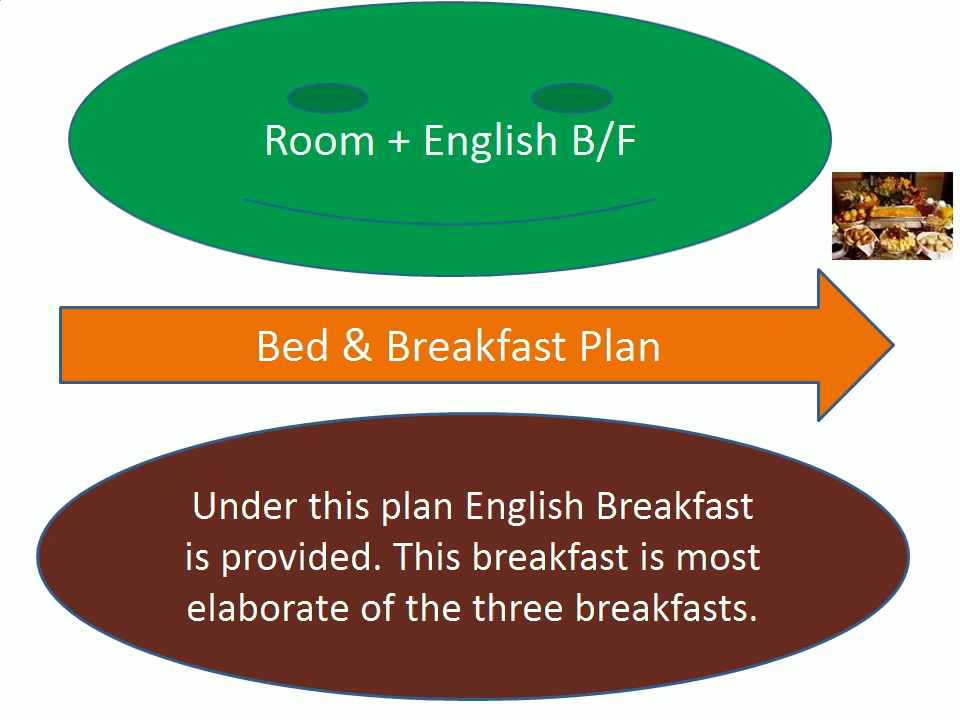 Room + English B/F
Bed & Breakfast Plan
Under this plan English Breakfast
is provided. This breakfast is most
elaborate of the three breakfasts.